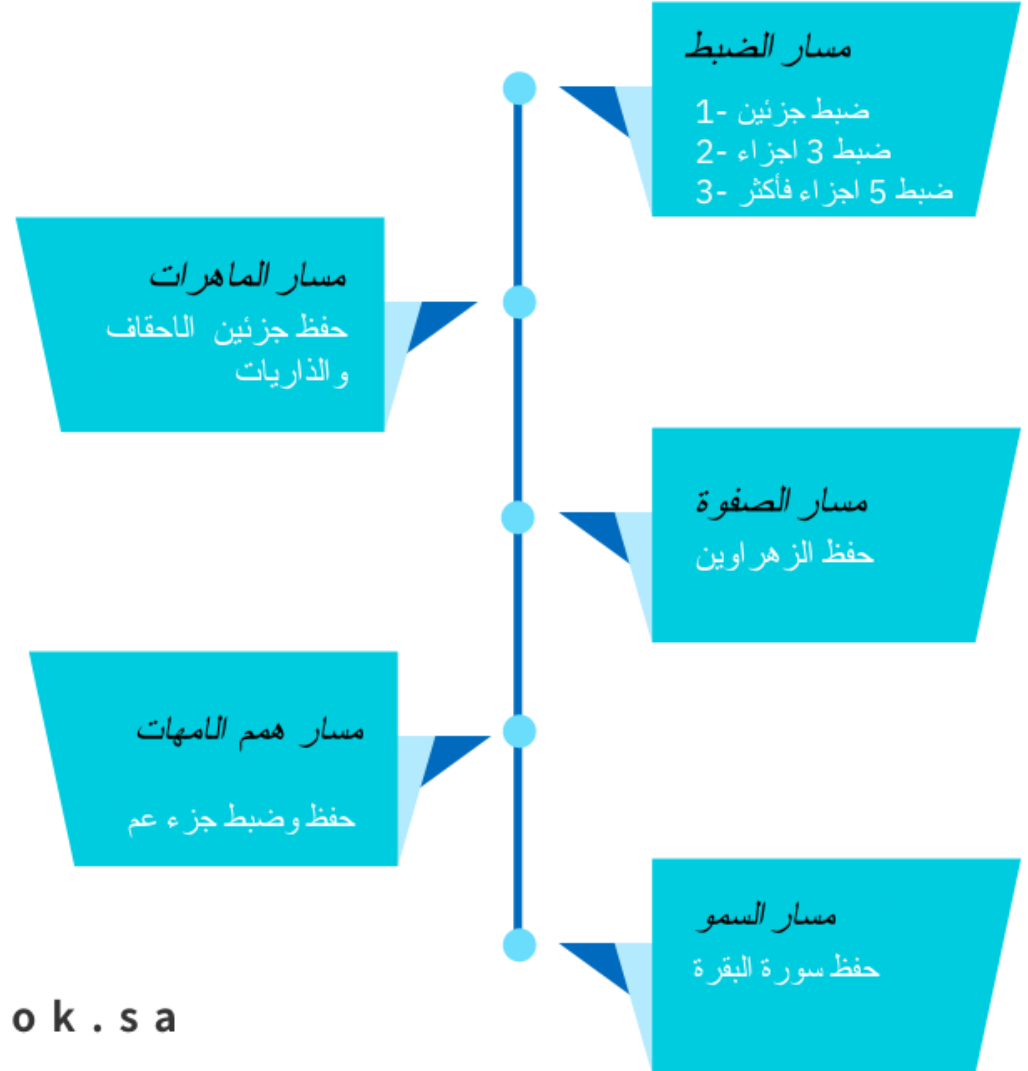 مسار الضبط
1- ضبط جزئين
2- ضبط 3 اجزاء
3- ضبط 5 اجزاء فأكثر
مسار الماهرات
حفظ جزئين الاحقاف
والذاريات
مسار الصفوة
حفظ الزهراوين
مسار همم الامهات
حفظ وضبط جزء عم
مسار السمو
حفظ سورة البقرة
ok.sa